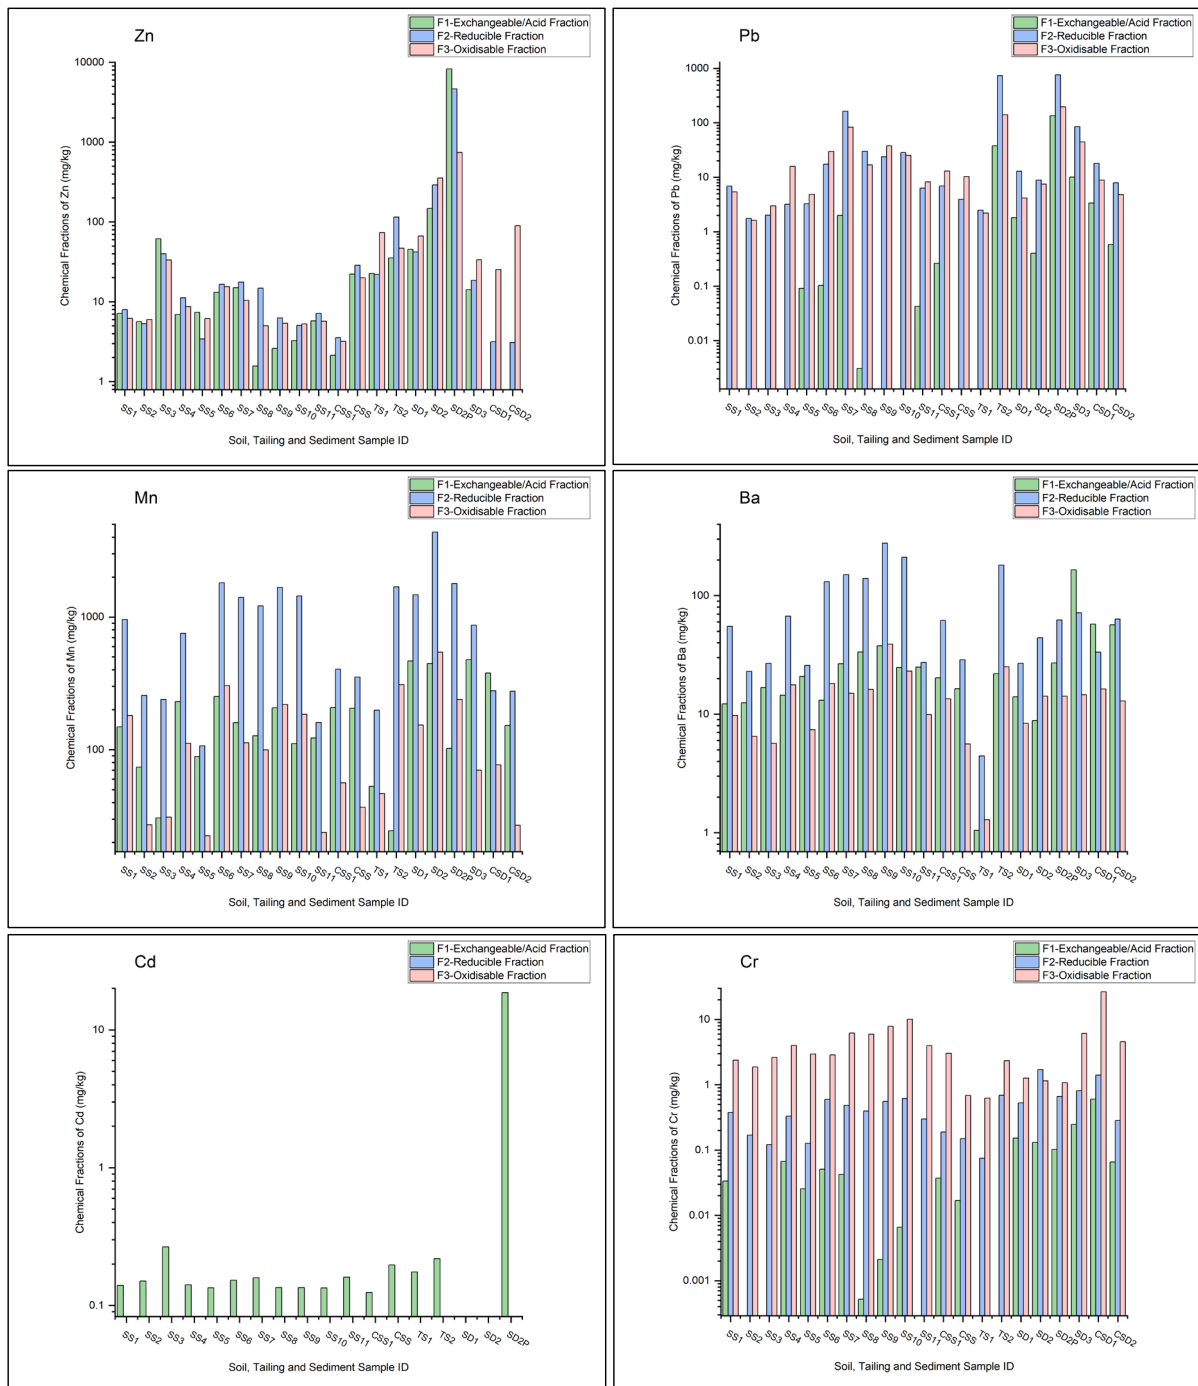 Zn
F1-Exchangeable/Acid Fraction
F2-Reducible Fraction
F3-Oxidisable Fraction
10000
1000
100
10
1
Chemical Fractions of Zn (mg/kg)
SS1 SS2 SS3 SS4 SS5 SS6 SS7 SS8 SS9 SS10 SS11 CSS1 CSS TS1 TS2 SD1 SD2 SD2P SD3 CSD1 CSD2
Soil, Tailing and Sediment Sample ID
Pb
F1-Exchangeable/Acid Fraction
F2-Reducible Fraction
F3-Oxidisable Fraction
1000
100
10
1
0.1
0.01
Chemical Fractions of Pb (mg/kg)
SS1 SS2 SS3 SS4 SS5 SS6 SS7 SS8 SS9 SS10 SS11 CSS1 CSS TS1 TS2 SD1 SD2 SD2P SD3 CSD1 CSD2
Soil, Tailing and Sediment Sample ID
Mn
F1-Exchangeable/Acid Fraction
F2-Reducible Fraction
F3-Oxidisable Fraction
1000
100
Chemical Fractions of Mn (mg/kg)
SS1 SS2 SS3 SS4 SS5 SS6 SS7 SS8 SS9 SS10 SS11 CSS1 CSS TS1 TS2 SD1 SD2 SD2P SD3 CSD1 CSD2
Soil, Tailing and Sediment Sample ID
Ba
F1-Exchangeable/Acid Fraction
F2-Reducible Fraction
F3-Oxidisable Fraction
100
10
1
Chemical Fractions of Ba (mg/kg)
SS1 SS2 SS3 SS4 SS5 SS6 SS7 SS8 SS9 SS10 SS11 CSS1 CSS TS1 TS2 SD1 SD2 SD2P SD3 CSD1 CSD2
Soil, Tailing and Sediment Sample ID
Cd
F1-Exchangeable/Acid Fraction
F2-Reducible Fraction
F3-Oxidisable Fraction
10
1
0.1
Chemical Fractions of Cd (mg/kg)
SS1 SS2 SS3 SS4 SS5 SS6 SS7 SS8 SS9 SS10 SS11 CSS1 CSS TS1 TS2 SD1 SD2 SD2P
Soil, Tailing and Sediment Sample ID
Cr
F1-Exchangeable/Acid Fraction
F2-Reducible Fraction
F3-Oxidisable Fraction
10
1
0.1
0.01
0.001
Chemical Fractions of Cr (mg/kg)
SS1 SS2 SS3 SS4 SS5 SS6 SS7 SS8 SS9 SS10 SS11 CSS1 CSS TS1 TS2 SD1 SD2 SD2P SD3 CSD1 CSD2
Soil, Tailing and Sediment Sample ID